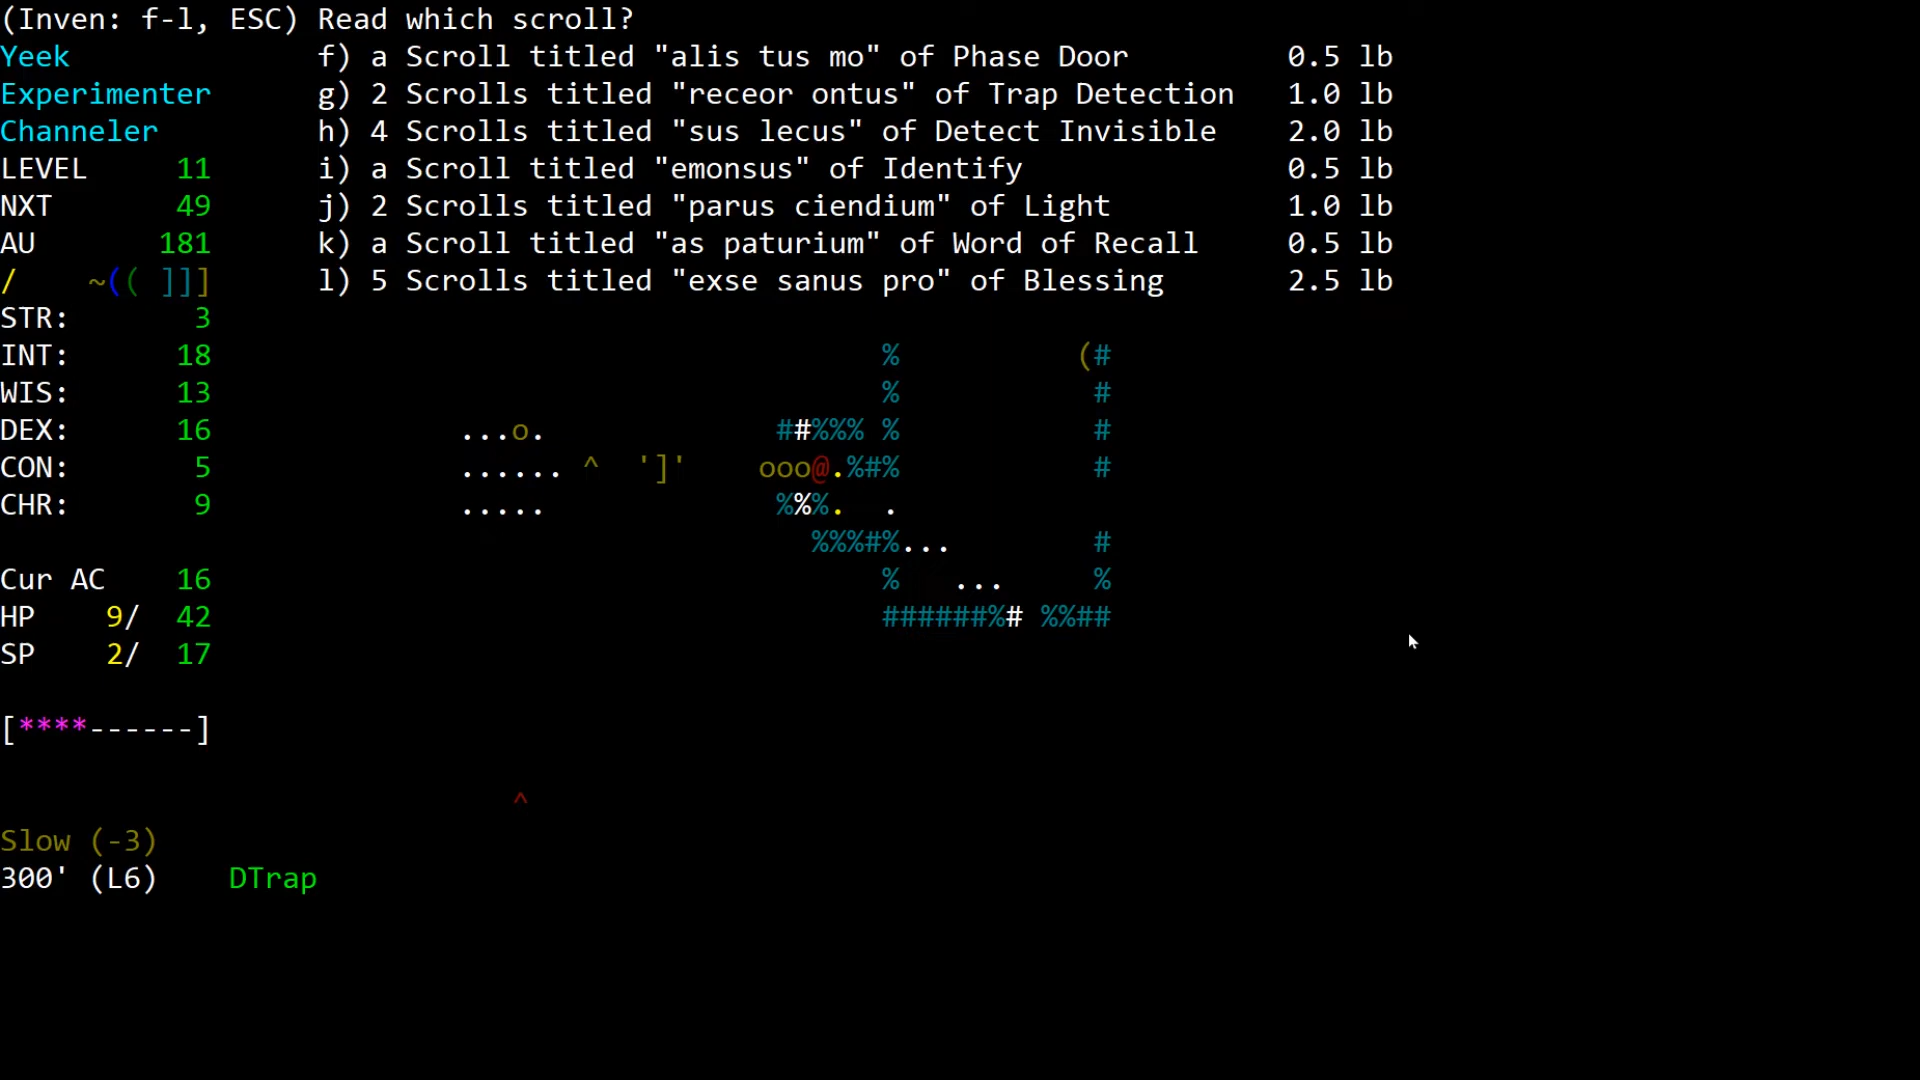 (Inven: f-l, ESC) Read which scroll?
Yeek f) a Scroll titled "alis tus mo" of Phase Door 0.5 lb
Experimenter g) 2 Scrolls titled "receor ontus" of Trap Detection 1.0 lb
Channeler h) 4 Scrolls titled "sus lecus" of Detect Invisible 2.0 lb
LEVEL 11 i) a Scroll titled "emonsus" of Identify 0.5 lb
NXT 49 j) 2 Scrolls titled "parus ciendium" of Light 1.0 lb
AU 181 k) a Scroll titled "as paturium" of Word of Recall 0.5 lb
/ ~(( ]]] l) 5 Scrolls titled "exse sanus pro" of Blessing 2.5 lb
STR: 3
INT: 18 % (#
WIS: 13 % #
DEX: 16 ...o. ##%%% % #
CON: 5 ...... ^ ']' ooo@.%#% #
CHR: 9 ..... %%%. .
%%%#%... #
Cur AC 16 % ... %
HP 9/ 42 ######%# %%##
SP 2/ 17
[****------]
^
Slow (-3)
300' (L6) DTrap